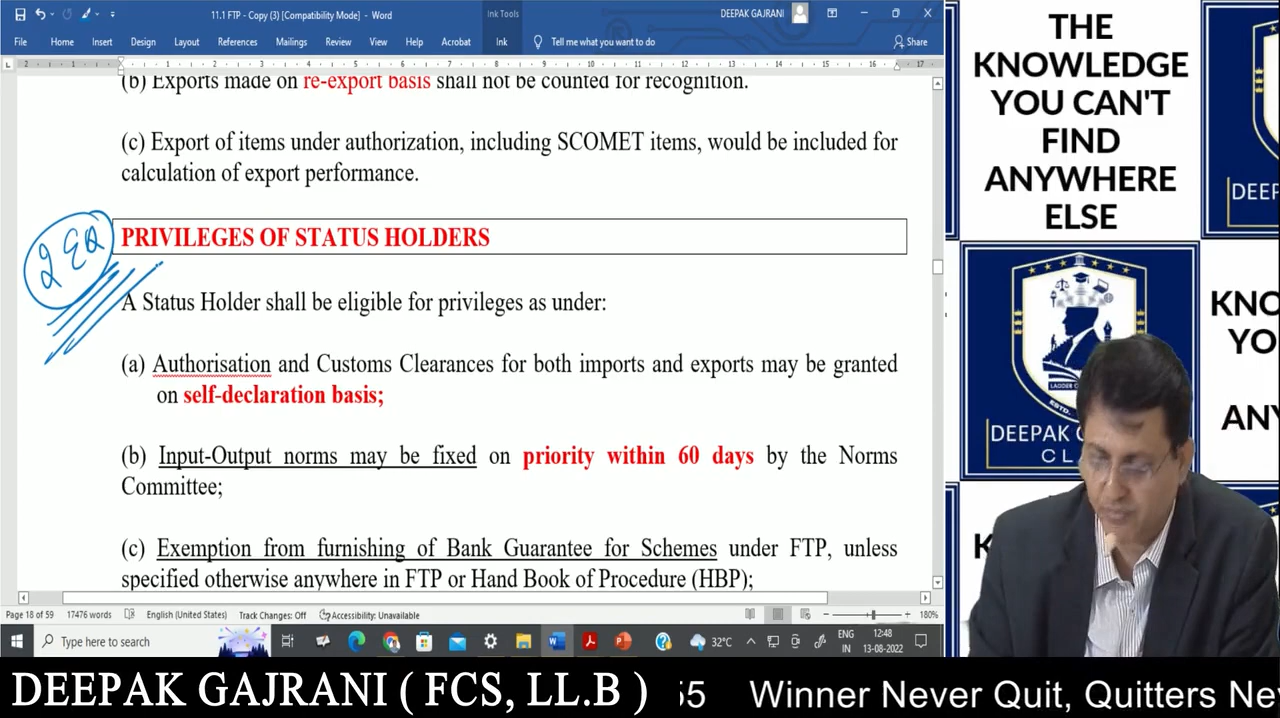 11.1 FTP - Copy (3) [Compatibility Mode] - Word
Ink Tools
DEEPAK GAJRANI
File Home Insert Design Layout References Mailings Review View Help Acrobat Ink Tell me what you want to do Share
(b) Exports made on re-export basis shall not be counted for recognition.
(c) Export of items under authorization, including SCOMET items, would be included for
calculation of export performance.
PRIVILEGES OF STATUS HOLDERS
A Status Holder shall be eligible for privileges as under:
(a) Authorisation and Customs Clearances for both imports and exports may be granted
on self-declaration basis;
(b) Input-Output norms may be fixed on priority within 60 days by the Norms
Committee;
(c) Exemption from furnishing of Bank Guarantee for Schemes under FTP, unless
specified otherwise anywhere in FTP or Hand Book of Procedure (HBP);
Page 18 of 59 17476 words English (United States) Track Changes: Off Accessibility: Unavailable 180%
Type here to search
32°C
ENG
IN
12:48
13-08-2022
THE
KNOWLEDGE
YOU CAN'T
FIND
ANYWHERE
ELSE
DEEP
KNO
YO
AN
DEEPAK G
CL
K
DEEPAK GAJRANI ( FCS, LL.B )
55 Winner Never Quit, Quitters Ne